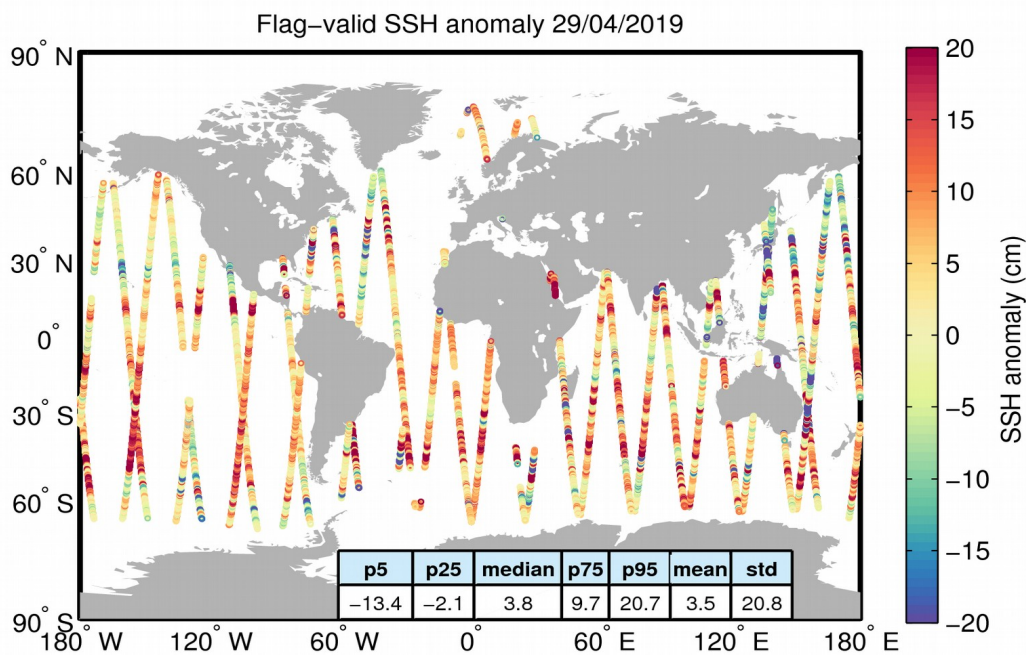 Flag−valid SSH anomaly 29/04/2019
90° N
60° N
30° N
0°
30° S
60° S
90° S
180° W
120° W
60° W
0°
60° E
120° E
180° E
20
15
10
5
0
−5
−10
−15
−20
SSH anomaly (cm)
p5 p25 median p75 p95 mean std
−13.4 −2.1 3.8 9.7 20.7 3.5 20.8